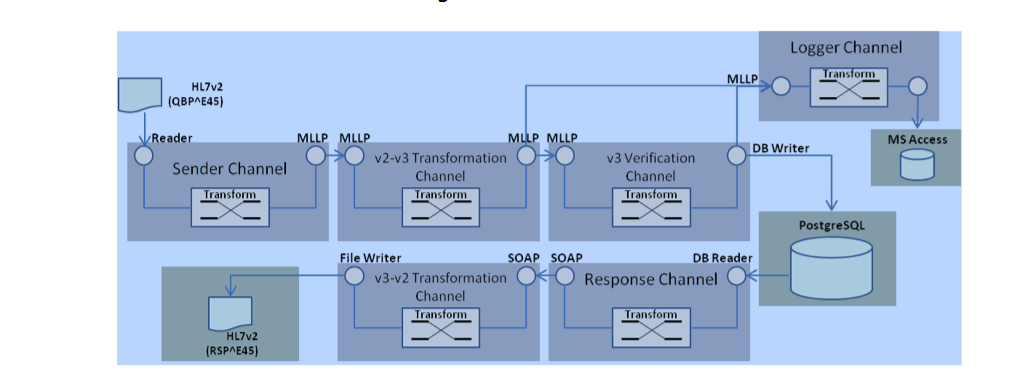 Logger Channel
Transform
MLLP
HL7v2
(QBP^E45)
MS Access
Reader
MLLP
MLLP
MLLP
MLLP
DB Writer
Sender Channel
v2-v3 Transformation
Channel
v3 Verification
Channel
Transform
Transform
Transform
PostgreSQL
File Writer
SOAP
SOAP
DB Reader
v3-v2 Transformation
Channel
Response Channel
Transform
Transform
HL7v2
(RSP^E45)